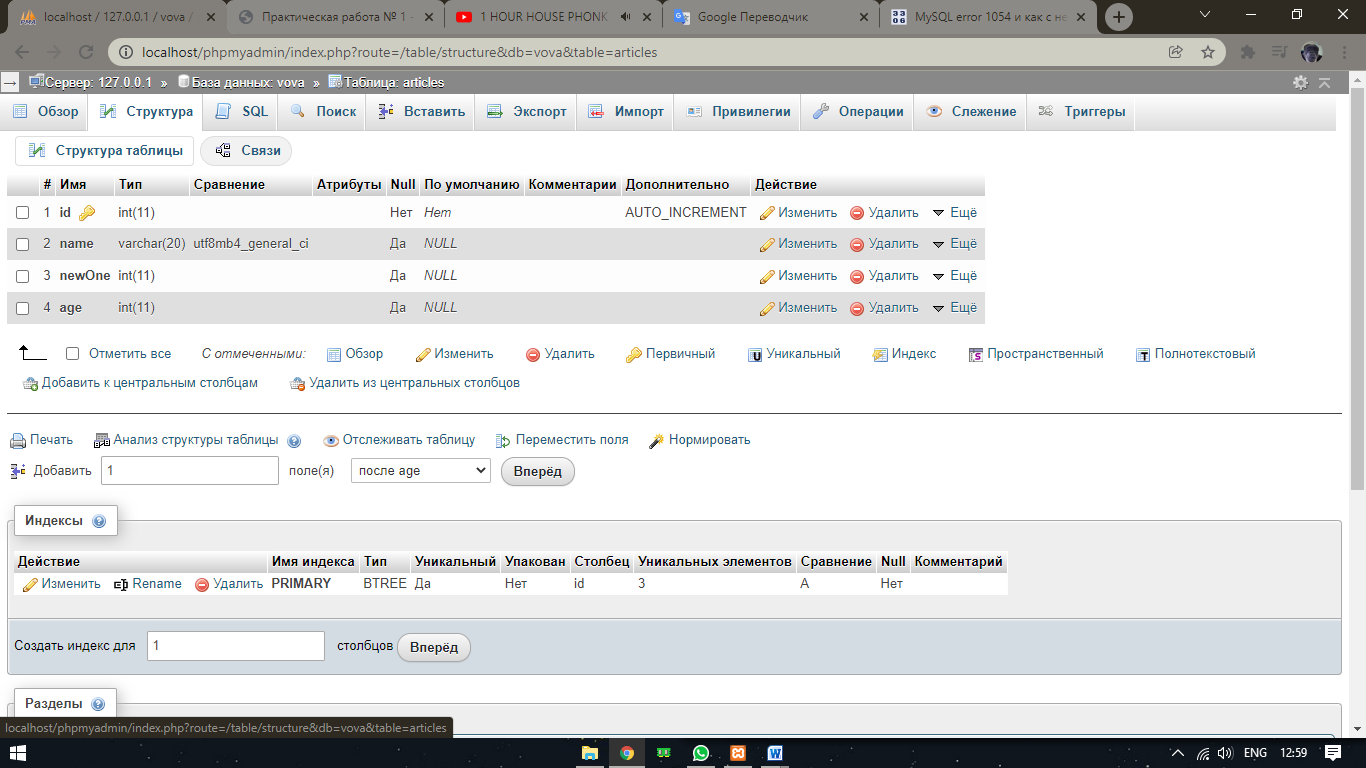 localhost / 127.0.0.1 / vova /
Практическая работа № 1 -
1 HOUR HOUSE PHONK
Google Переводчик
MySQL error 1054 и как с не
localhost/phpmyadmin/index.php?route=/table/structure&db=vova&table=articles
Сервер: 127.0.0.1 » База данных: vova » Таблица: articles
Обзор Структура SQL Поиск Вставить Экспорт Импорт Привилегии Операции Слежение Триггеры
Структура таблицы Связи
# Имя Тип Сравнение Атрибуты Null По умолчанию Комментарии Дополнительно Действие
1 id int(11) Нет Нет AUTO_INCREMENT Изменить Удалить Ещё
2 name varchar(20) utf8mb4_general_ci Да NULL Изменить Удалить Ещё
3 newOne int(11) Да NULL Изменить Удалить Ещё
4 age int(11) Да NULL Изменить Удалить Ещё
Отметить все С отмеченными: Обзор Изменить Удалить Первичный Уникальный Индекс Пространственный Полнотекстовый
Добавить к центральным столбцам Удалить из центральных столбцов
Печать Анализ структуры таблицы Отслеживать таблицу Переместить поля Нормировать
Добавить 1 поле(я) после age Вперёд
Индексы
Действие Имя индекса Тип Уникальный Упакован Столбец Уникальных элементов Сравнение Null Комментарий
Изменить Rename Удалить PRIMARY BTREE Да Нет id 3 A Нет
Создать индекс для 1 столбцов Вперёд
Разделы
localhost/phpmyadmin/index.php?route=/table/structure&db=vova&table=articles
ENG 12:59